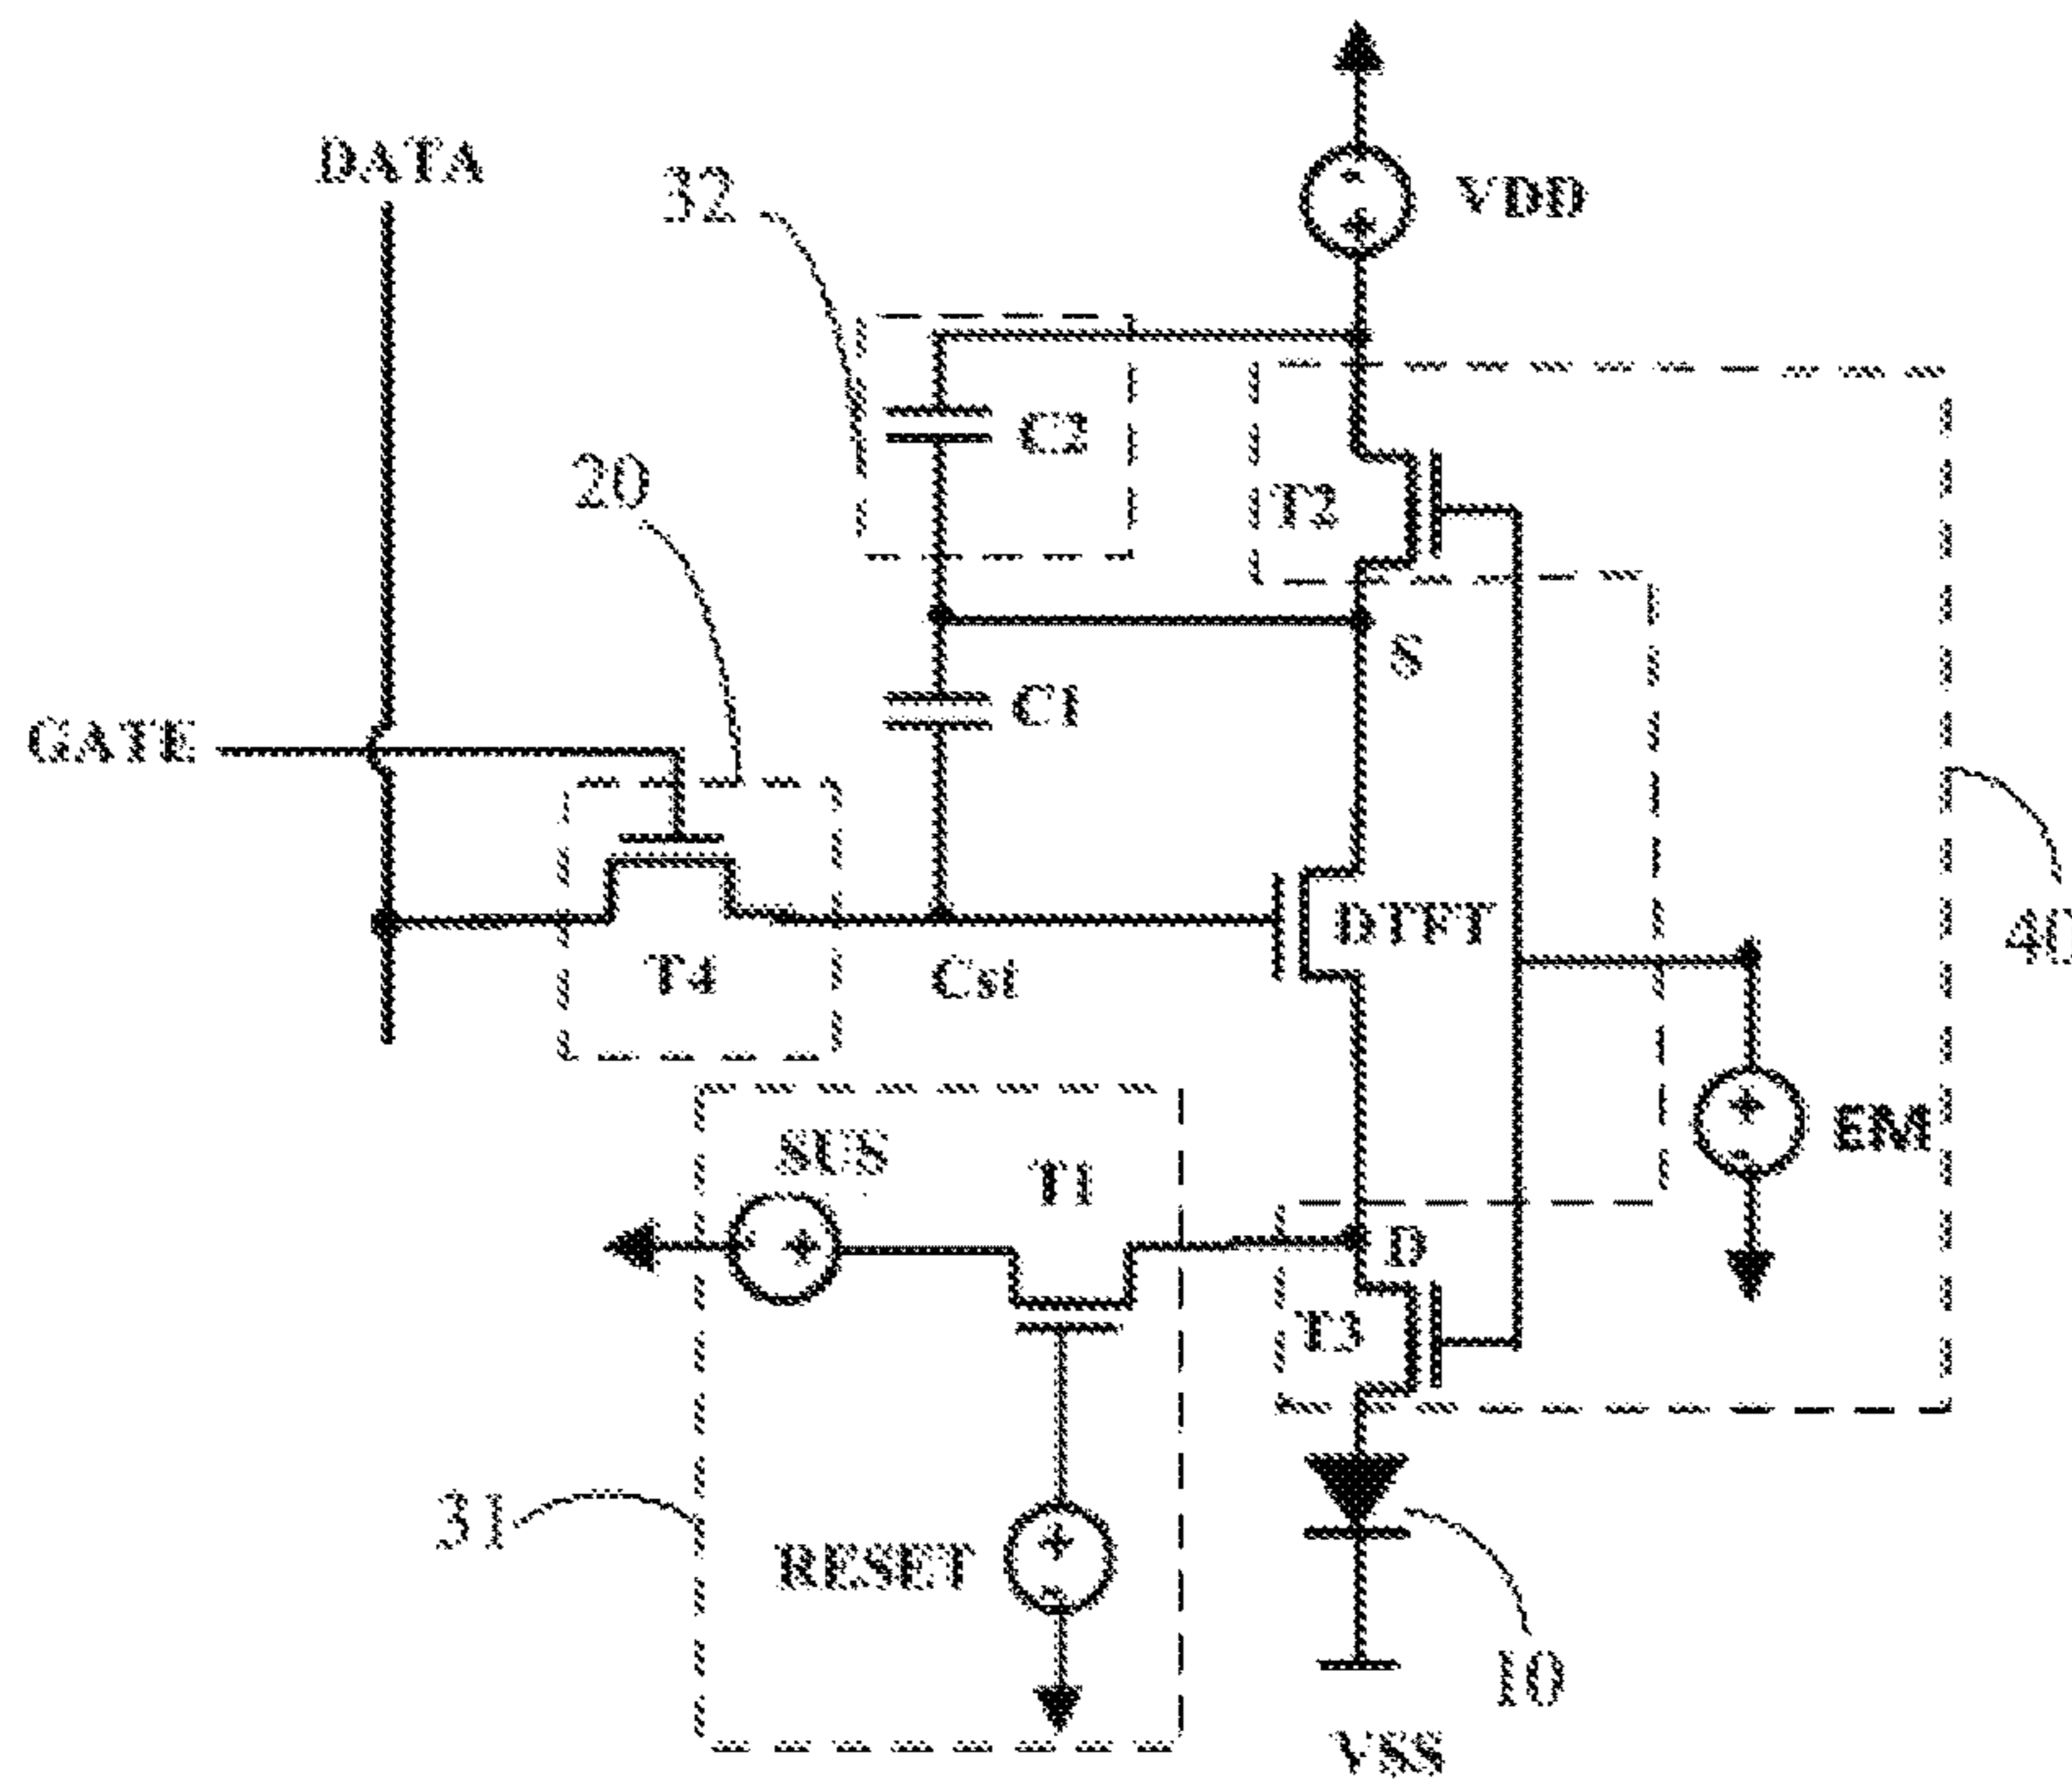 DATA
32
VDD
C2
20
T2
S
C1
GATE
DTFT
40
T4
Cst
EM
SUS
T1
D
T3
31
RESET
10
VSS